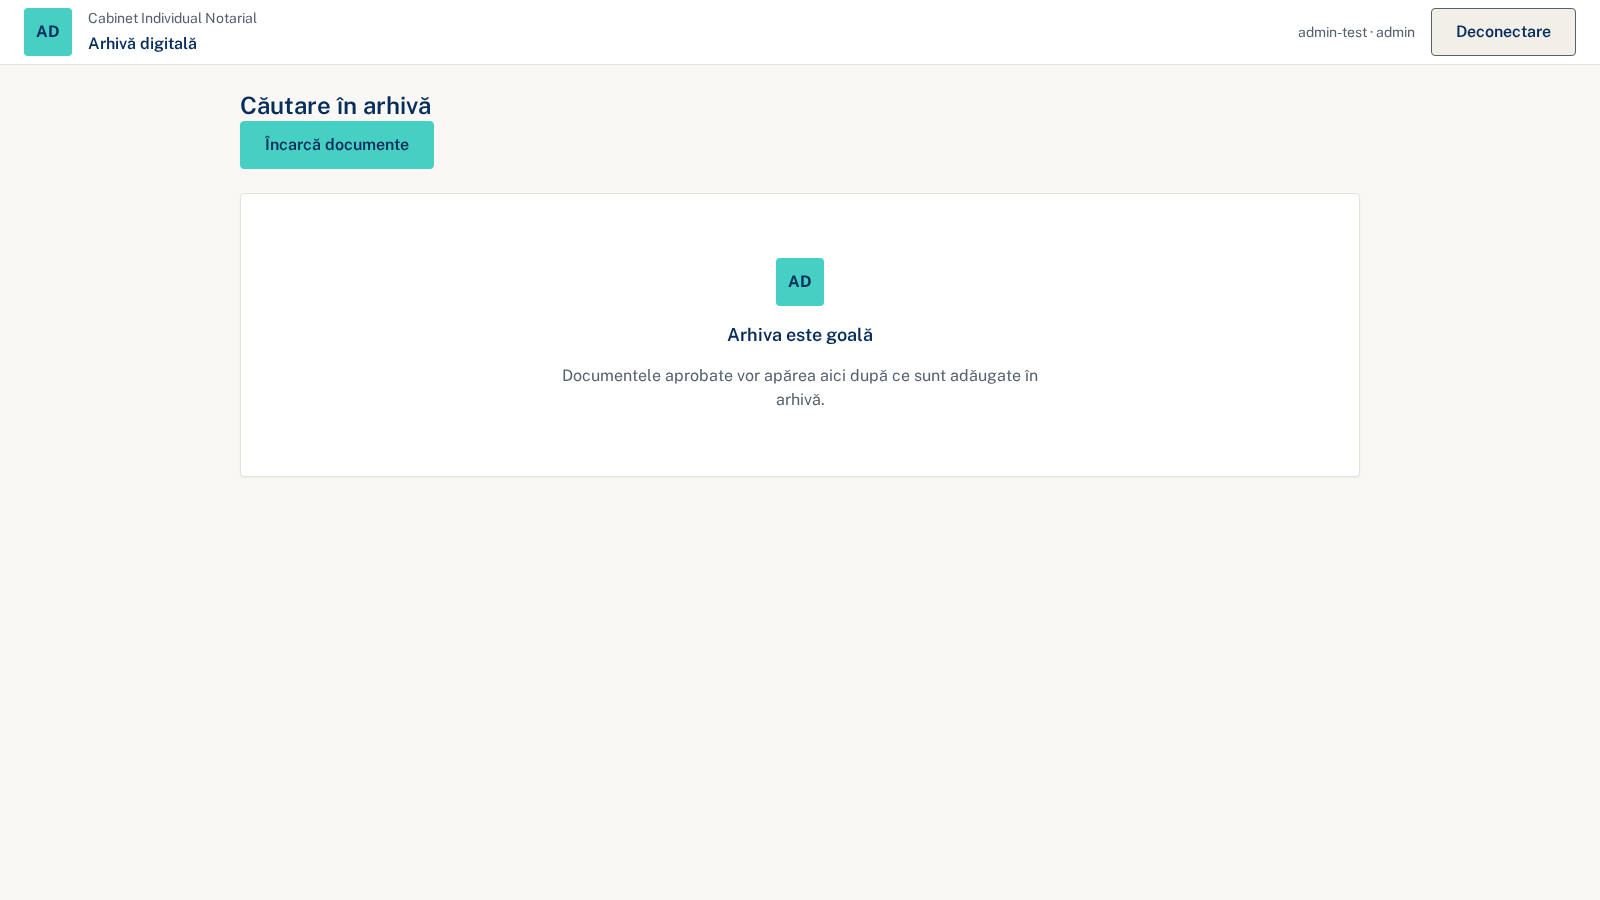 AD
Cabinet Individual Notarial
Arhivă digitală
admin-test · admin
Deconectare
Căutare în arhivă
Încarcă documente
AD
Arhiva este goală
Documentele aprobate vor apărea aici după ce sunt adăugate în
arhivă.